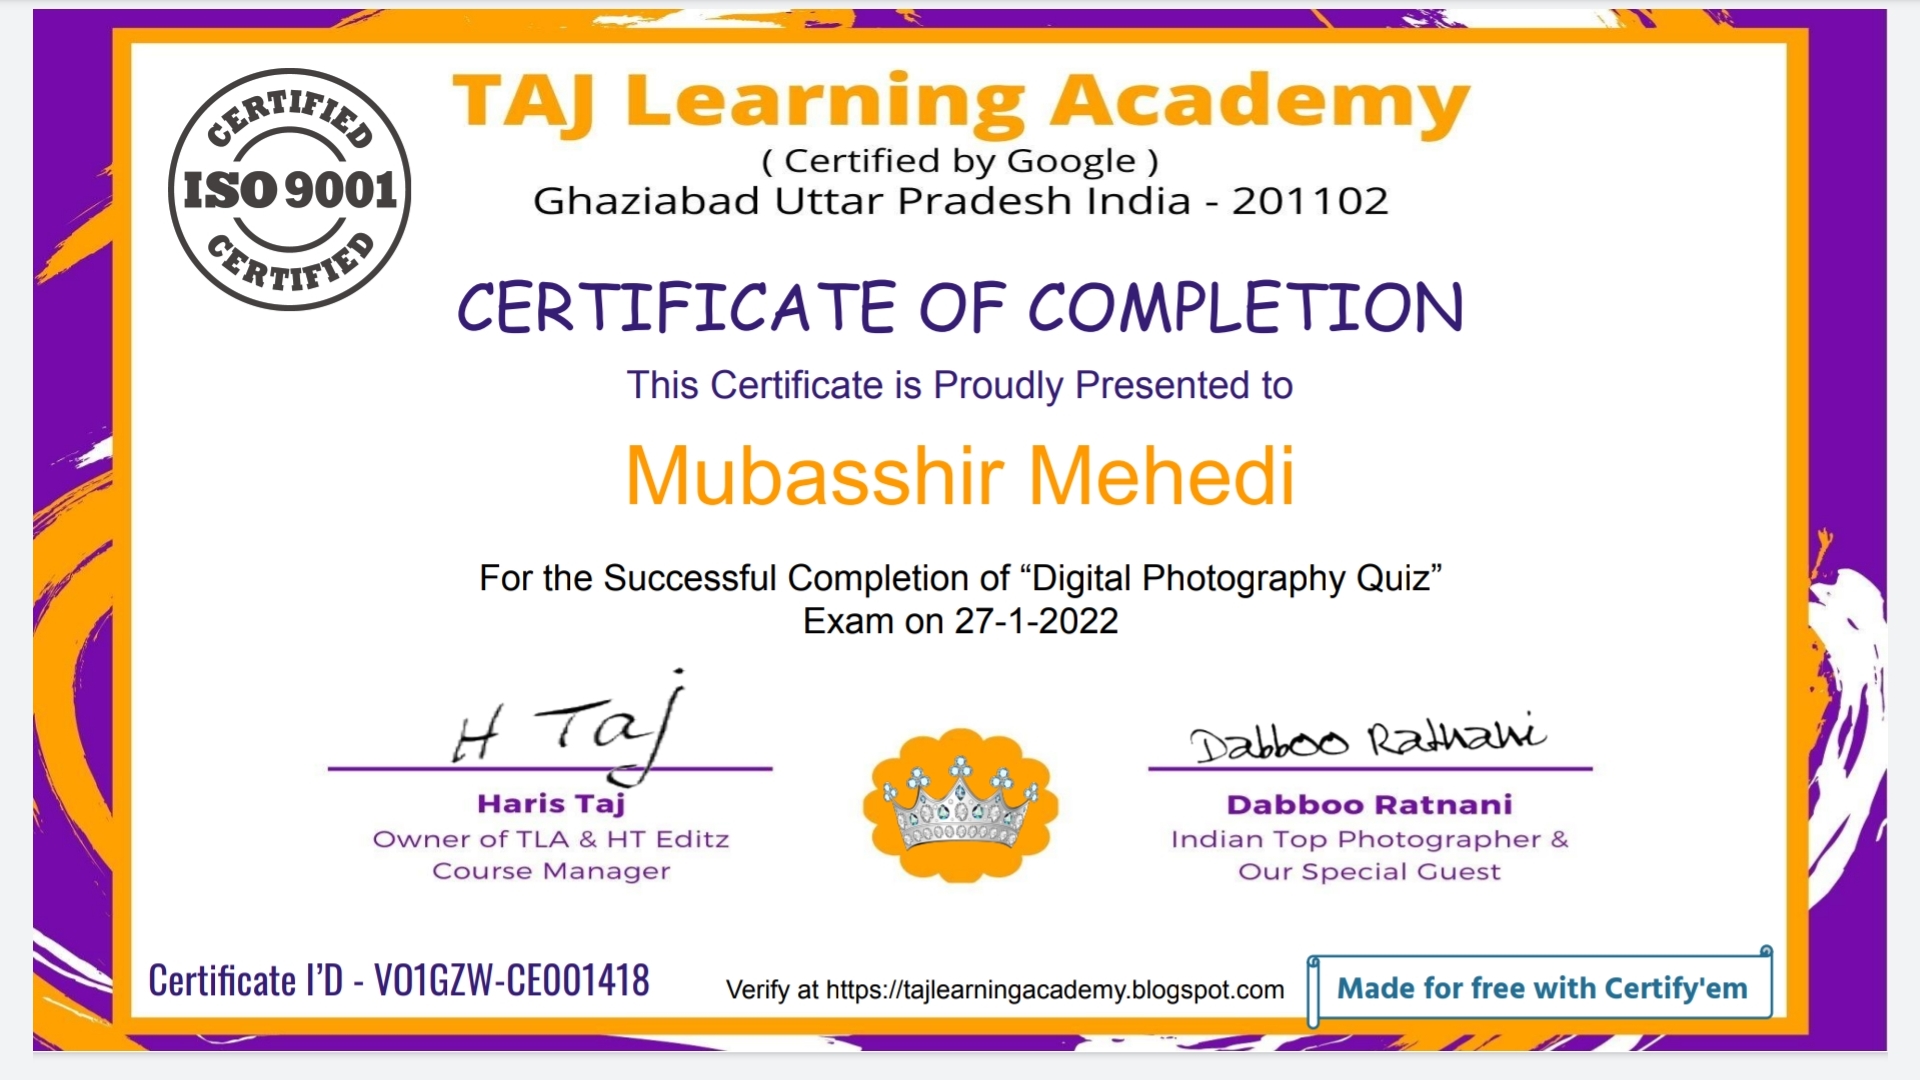 CERTIFIED
ISO 9001
CERTIFIED
TAJ Learning Academy
( Certified by Google )
Ghaziabad Uttar Pradesh India - 201102
CERTIFICATE OF COMPLETION
This Certificate is Proudly Presented to
Mubasshir Mehedi
For the Successful Completion of “Digital Photography Quiz”
Exam on 27-1-2022
H Taj
Haris Taj
Owner of TLA & HT Editz
Course Manager
Dabboo Ratnani
Dabboo Ratnani
Indian Top Photographer &
Our Special Guest
Certificate I’D - VO1GZW-CE001418
Verify at https://tajlearningacademy.blogspot.com
Made for free with Certify'em